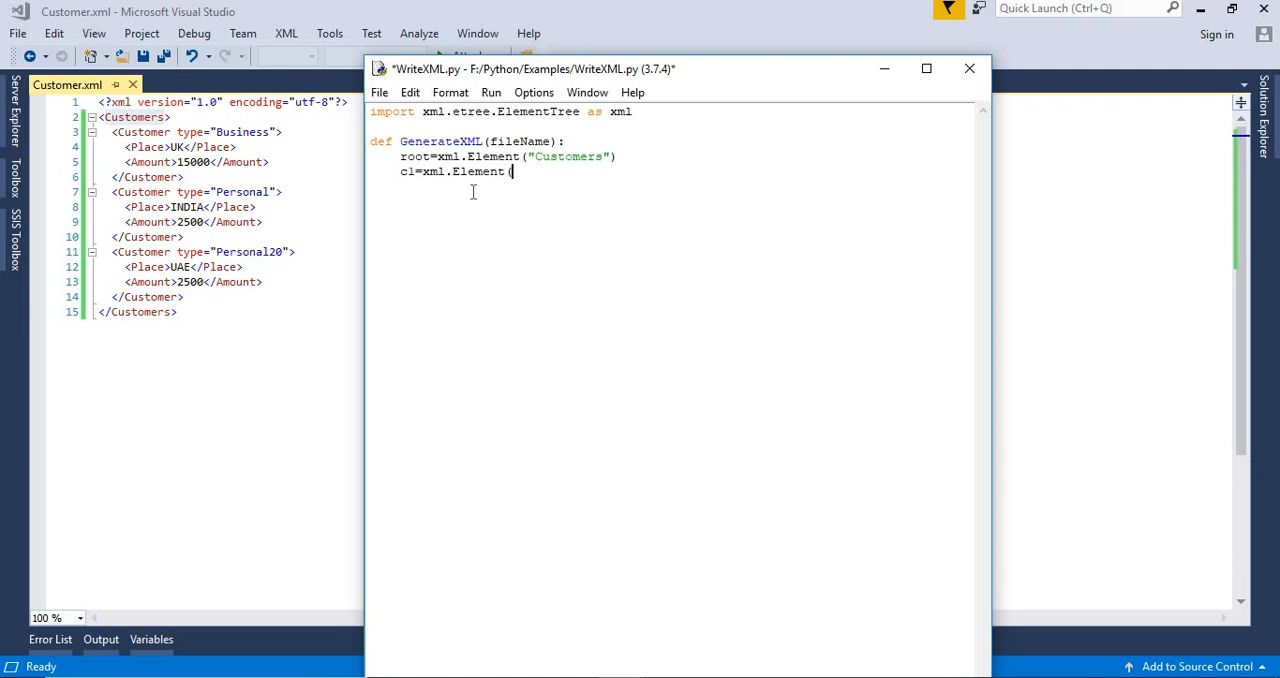 Customer.xml - Microsoft Visual Studio
Quick Launch (Ctrl+Q)
File Edit View Project Debug Team XML Tools Test Analyze Window Help
Sign in
Customer.xml
Server Explorer
Toolbox
SSIS Toolbox
1 <?xml version="1.0" encoding="utf-8"?>
2 <Customers>
3 <Customer type="Business">
4 <Place>UK</Place>
5 <Amount>15000</Amount>
6 </Customer>
7 <Customer type="Personal">
8 <Place>INDIA</Place>
9 <Amount>2500</Amount>
10 </Customer>
11 <Customer type="Personal20">
12 <Place>UAE</Place>
13 <Amount>2500</Amount>
14 </Customer>
15 </Customers>
*WriteXML.py - F:/Python/Examples/WriteXML.py (3.7.4)*
File Edit Format Run Options Window Help
import xml.etree.ElementTree as xml
def GenerateXML(fileName):
root=xml.Element("Customers")
c1=xml.Element(
Solution Explorer
100 %
Error List Output Variables
Ready
Add to Source Control